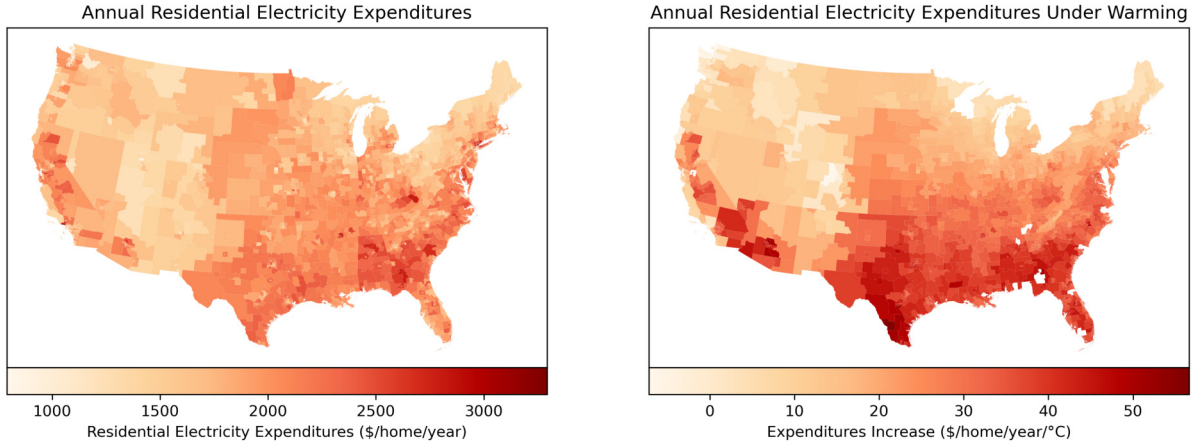 Annual Residential Electricity Expenditures
1000 1500 2000 2500 3000
Residential Electricity Expenditures ($/home/year)
Annual Residential Electricity Expenditures Under Warming
0 10 20 30 40 50
Expenditures Increase ($/home/year/°C)